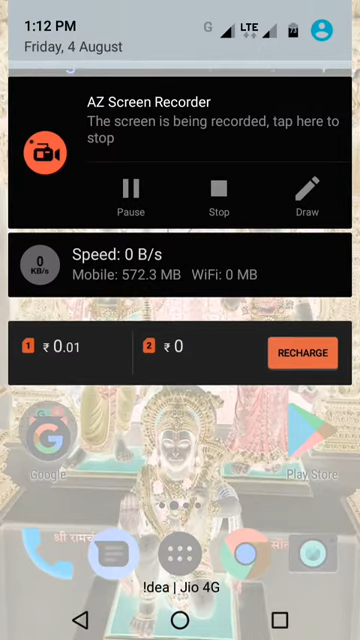 1:12 PM
G
LTE
73
Friday, 4 August
AZ Screen Recorder
The screen is being recorded, tap here to
stop
Pause
Stop
Draw
0
KB/s
Speed: 0 B/s
Mobile: 572.3 MB WiFi: 0 MB
1
₹ 0.01
2
₹ 0
RECHARGE
Google
Play Store
श्री रामच
!dea | Jio 4G